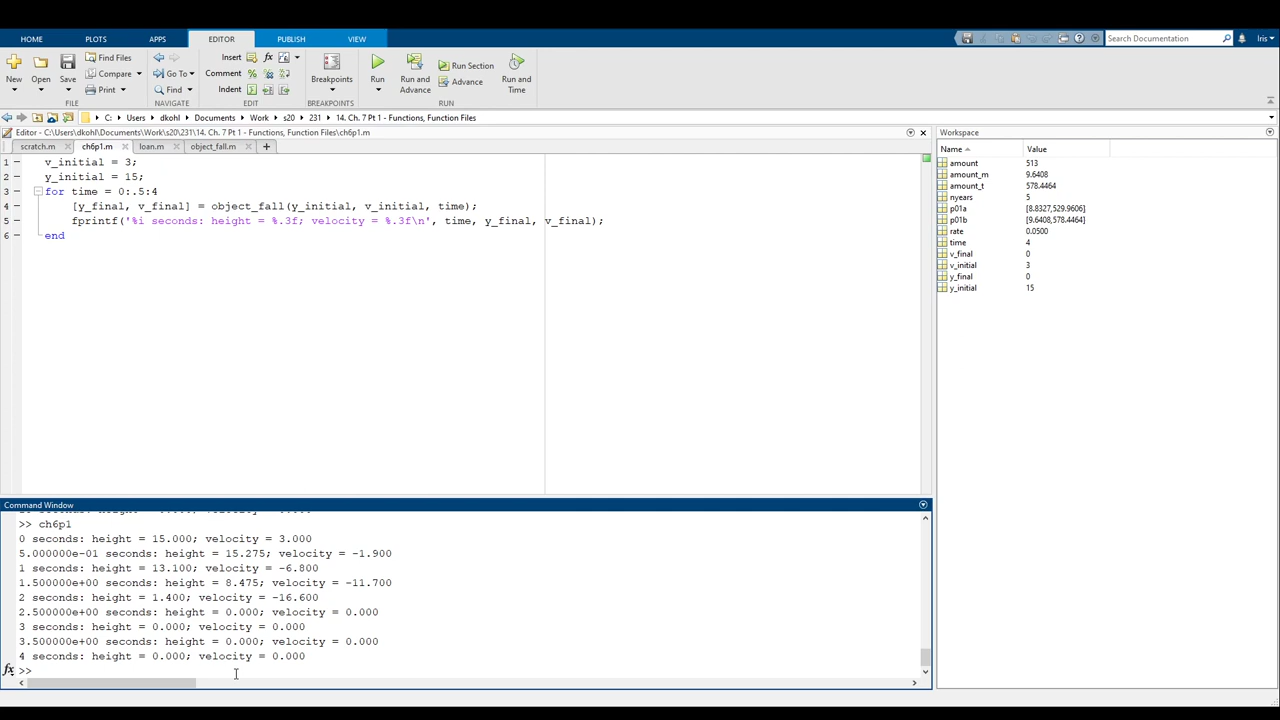 HOME PLOTS APPS EDITOR PUBLISH VIEW Search Documentation Iris
New Open Save Find Files Compare Print Go To Find Insert Comment Indent Breakpoints Run Run and Advance Run Section Advance Run and Time
FILE NAVIGATE EDIT BREAKPOINTS RUN
C: Users dkohl Documents Work s20 231 14. Ch. 7 Pt 1 - Functions, Function Files
Editor - C:\Users\dkohl\Documents\Work\s20\231\14. Ch. 7 Pt 1 - Functions, Function Files\ch6p1.m
scratch.m ch6p1.m loan.m object_fall.m
1 v_initial = 3;
2 y_initial = 15;
3 for time = 0:.5:4
4 [y_final, v_final] = object_fall(y_initial, v_initial, time);
5 fprintf('%i seconds: height = %.3f; velocity = %.3f\n', time, y_final, v_final);
6 end
Workspace
Name Value
amount 513
amount_m 9.6408
amount_t 578.4464
nyears 5
p01a [8.8327,529.9606]
p01b [9.6408,578.4464]
rate 0.0500
time 4
v_final 0
v_initial 3
y_final 0
y_initial 15
Command Window
>> ch6p1
0 seconds: height = 15.000; velocity = 3.000
5.000000e-01 seconds: height = 15.275; velocity = -1.900
1 seconds: height = 13.100; velocity = -6.800
1.500000e+00 seconds: height = 8.475; velocity = -11.700
2 seconds: height = 1.400; velocity = -16.600
2.500000e+00 seconds: height = 0.000; velocity = 0.000
3 seconds: height = 0.000; velocity = 0.000
3.500000e+00 seconds: height = 0.000; velocity = 0.000
4 seconds: height = 0.000; velocity = 0.000
fx >>